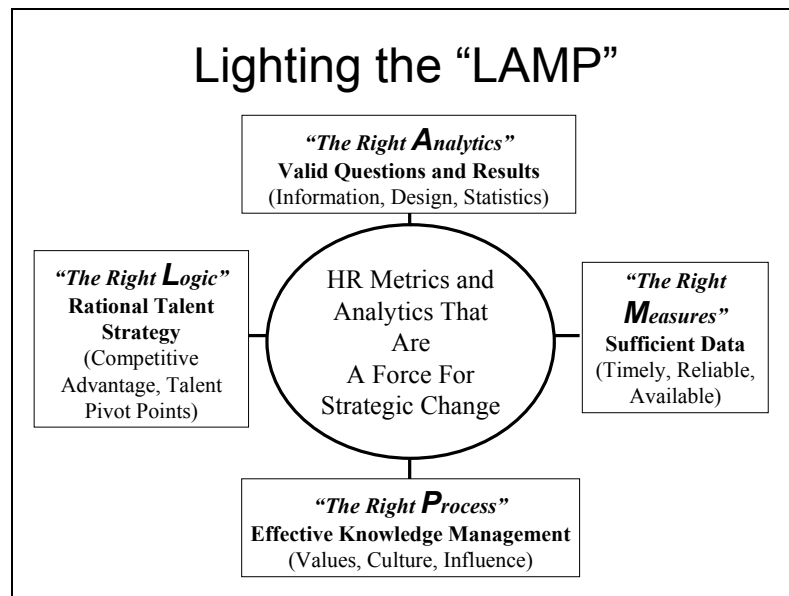 Lighting the “LAMP”
“The Right Analytics”
Valid Questions and Results
(Information, Design, Statistics)
“The Right Logic”
Rational Talent
Strategy
(Competitive
Advantage, Talent
Pivot Points)
HR Metrics and
Analytics That
Are
A Force For
Strategic Change
“The Right
Measures”
Sufficient Data
(Timely, Reliable,
Available)
“The Right Process”
Effective Knowledge Management
(Values, Culture, Influence)